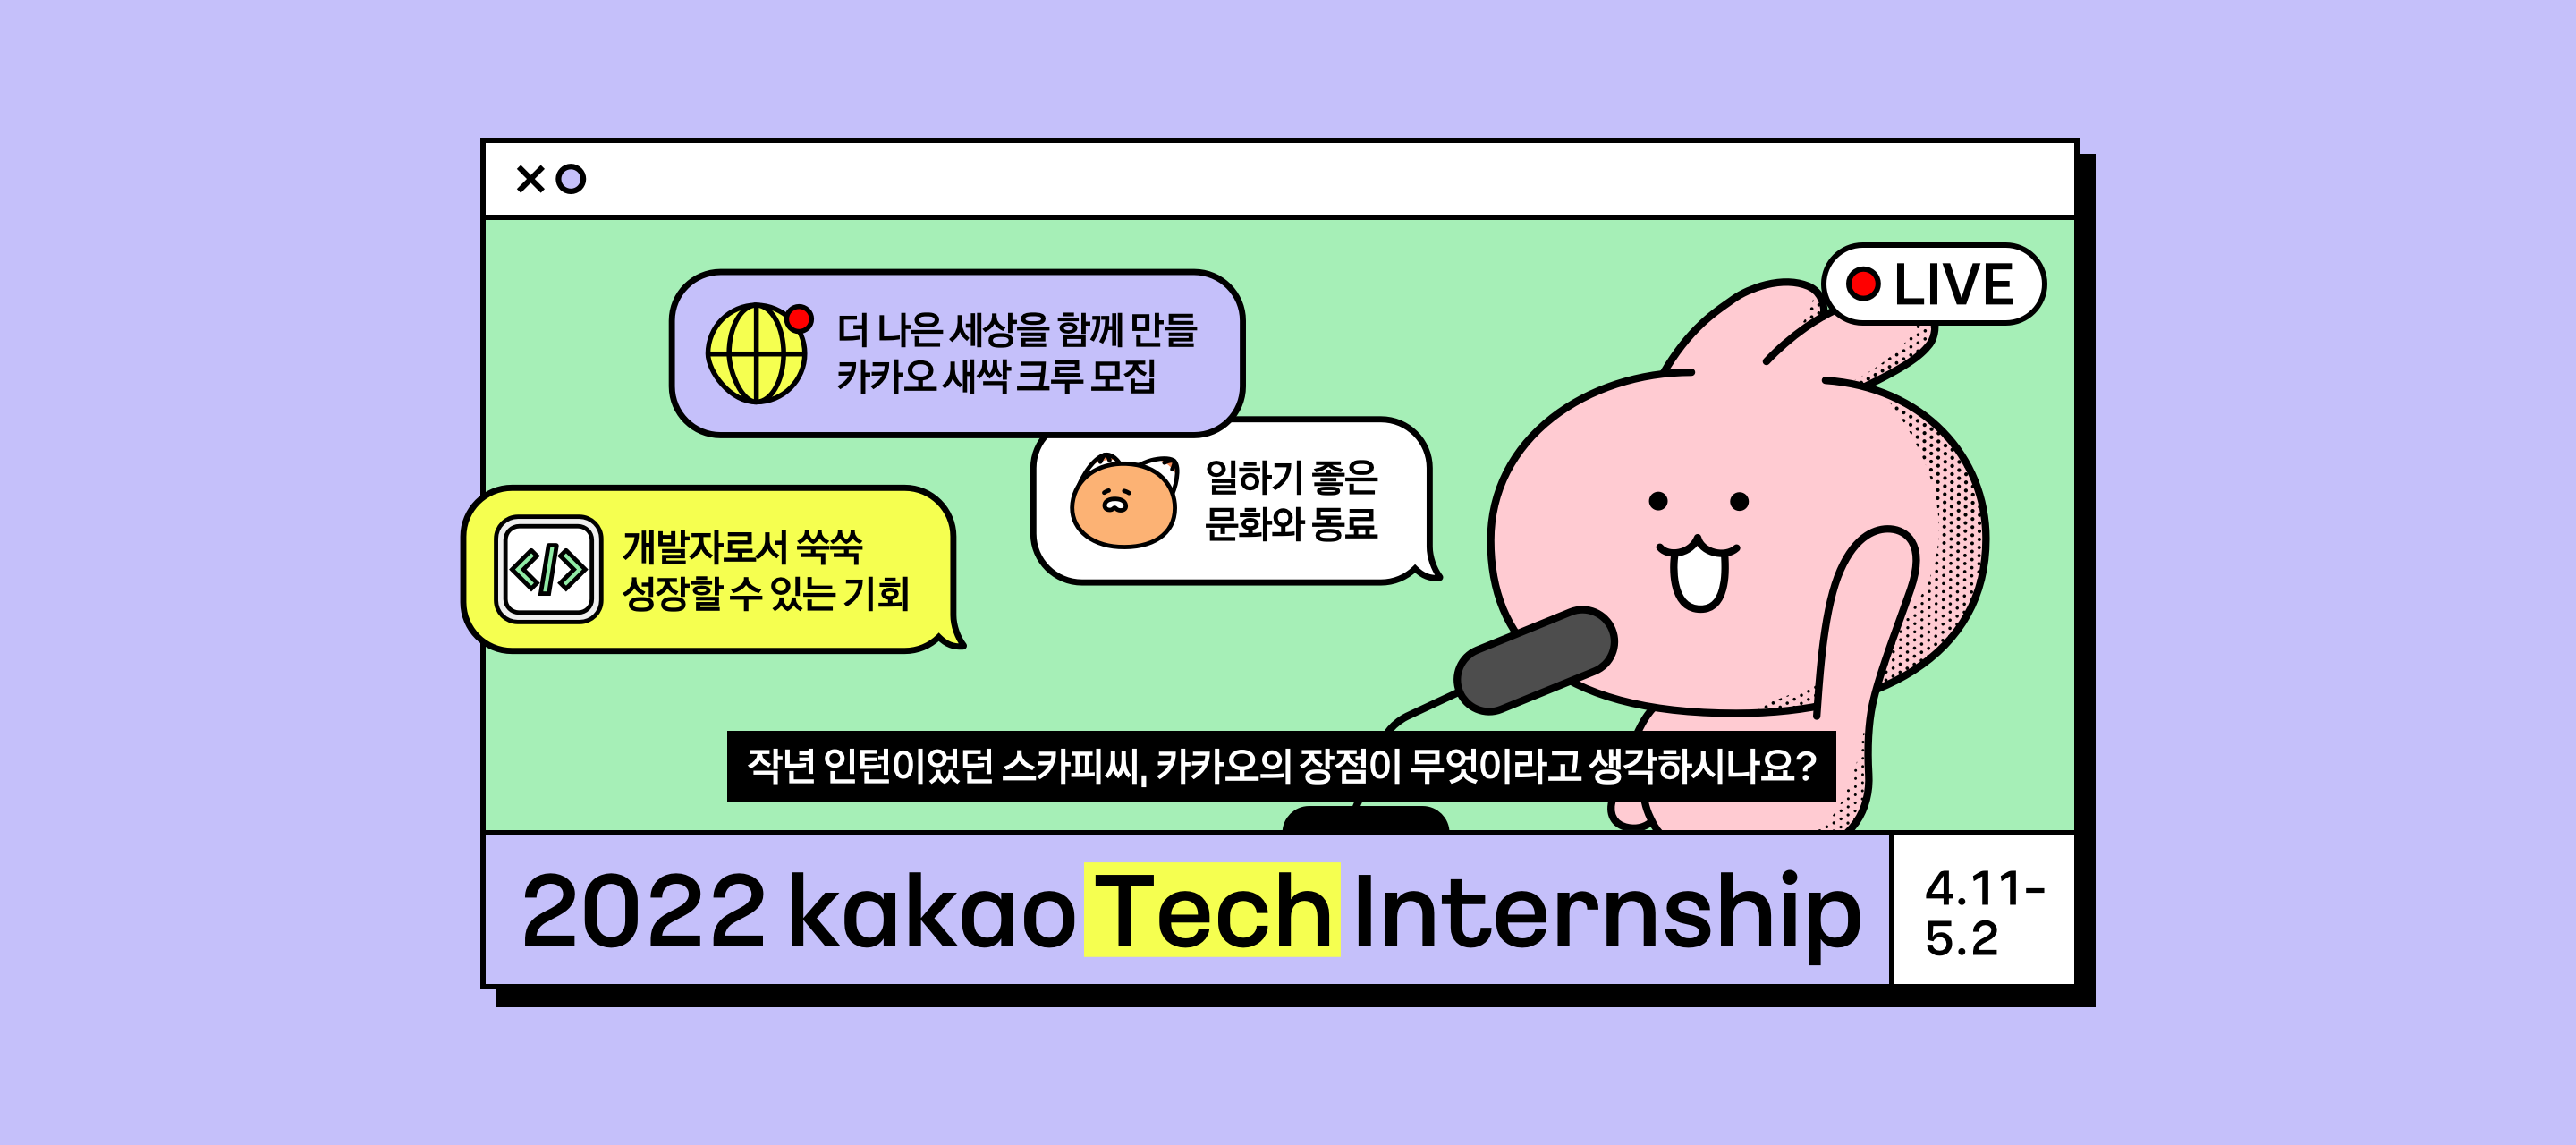 LIVE
더 나은 세상을 함께 만들
카카오 새싹 크루 모집
일하기 좋은
문화와 동료
개발자로서 쑥쑥
성장할 수 있는 기회
작년 인턴이었던 스카피씨, 카카오의 장점이 무엇이라고 생각하시나요?
2022 kakao Tech Internship
4.11-
5.2